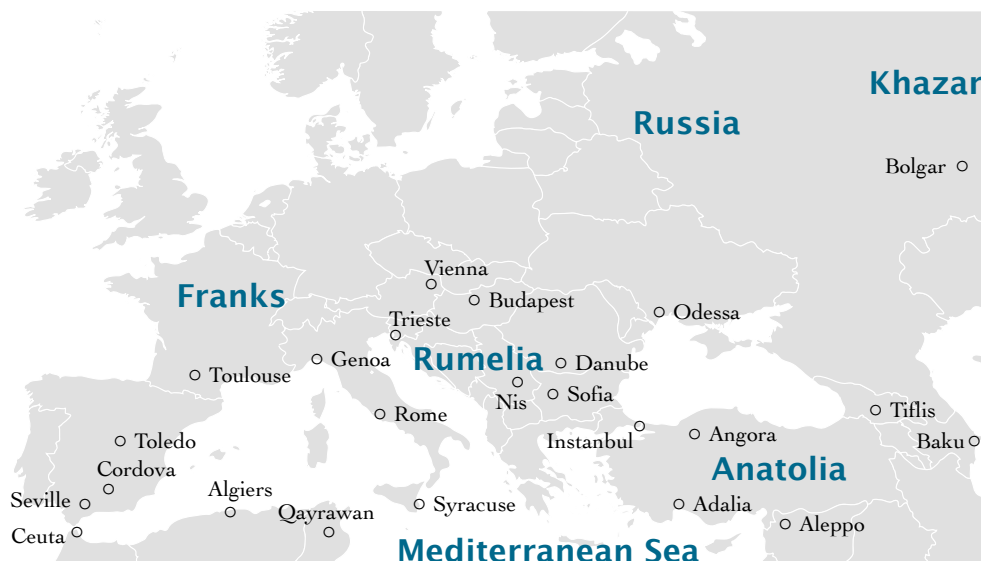 Khazar
Russia
Bolgar
Vienna
Franks
Budapest
Trieste
Odessa
Rumelia
Genoa
Danube
Toulouse
Nis
Sofia
Rome
Tiflis
Instanbul
Angora
Baku
Toledo
Cordova
Anatolia
Seville
Algiers
Qayrawan
Syracuse
Adalia
Aleppo
Ceuta
Mediterranean Sea